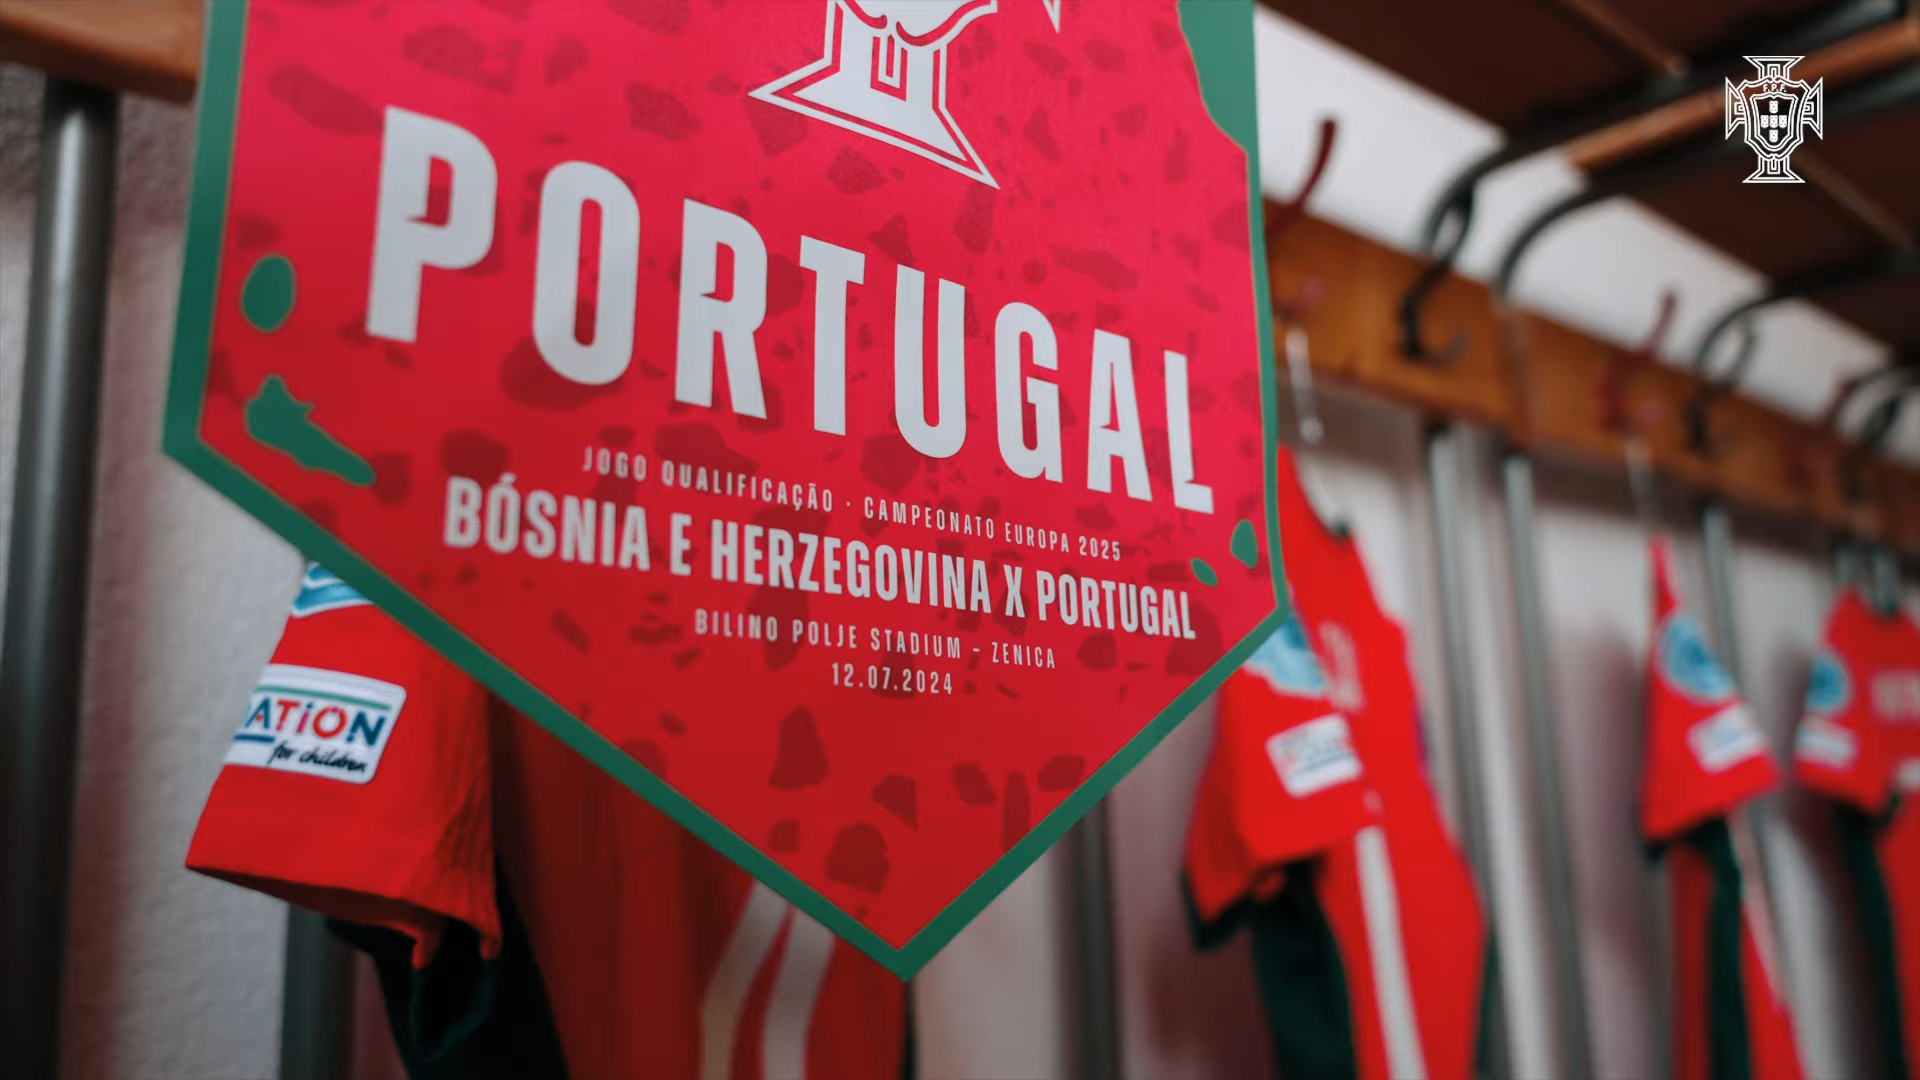 F.P.F.
PORTUGAL
JOGO QUALIFICAÇÃO · CAMPEONATO EUROPA 2025
BÓSNIA E HERZEGOVINA X PORTUGAL
BILINO POLJE STADIUM - ZENICA
12.07.2024
ATiON
for children